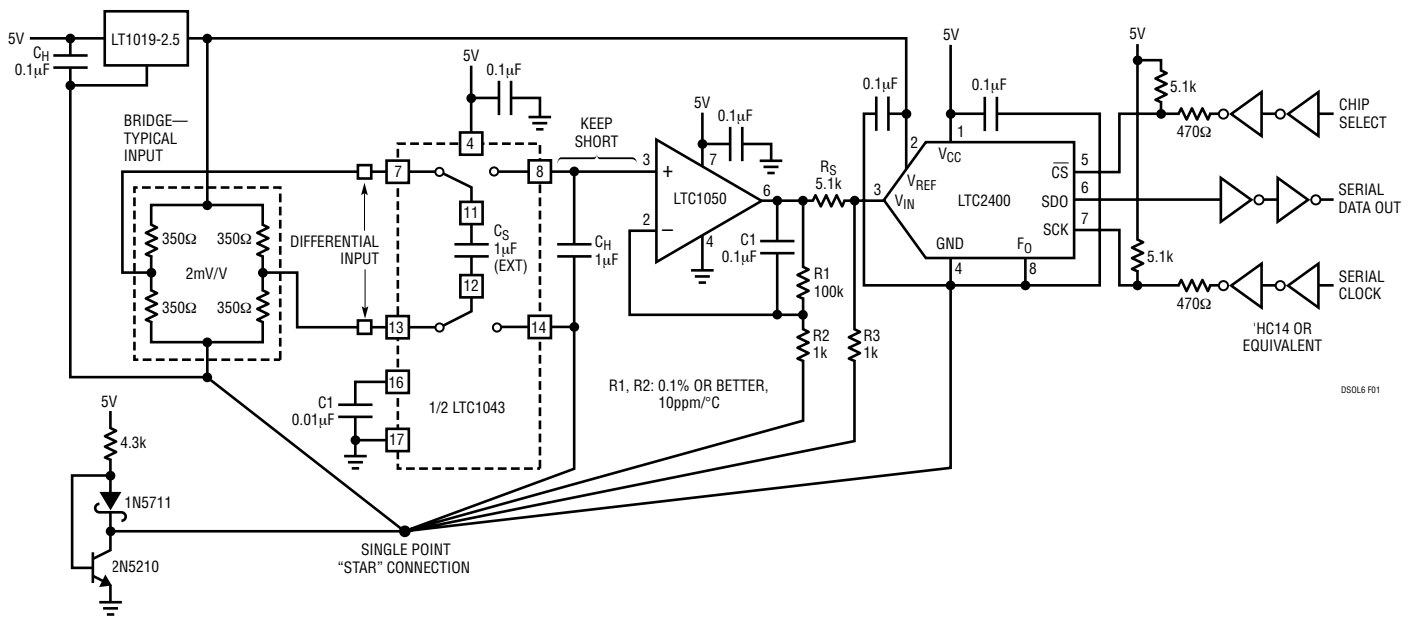 5V
LT1019-2.5
CH
0.1µF
BRIDGE—
TYPICAL
INPUT
350Ω
350Ω
2mV/V
350Ω
350Ω
DIFFERENTIAL
INPUT
5V
0.1µF
4
7
8
11
CS
1µF
(EXT)
12
13
14
16
C1
0.01µF
17
1/2 LTC1043
KEEP
SHORT
CH
1µF
5V
0.1µF
3
+
7
LTC1050
6
2
–
4
C1
0.1µF
RS
5.1k
R1
100k
R2
1k
R3
1k
R1, R2: 0.1% OR BETTER,
10ppm/°C
0.1µF
5V
0.1µF
1
2
VCC
VREF
3
VIN
LTC2400
GND
4
FO
8
CS
5
SDO
6
SCK
7
5V
5.1k
470Ω
CHIP
SELECT
SERIAL
DATA OUT
5.1k
470Ω
SERIAL
CLOCK
'HC14 OR
EQUIVALENT
DSOL6 F01
5V
4.3k
1N5711
2N5210
SINGLE POINT
“STAR” CONNECTION